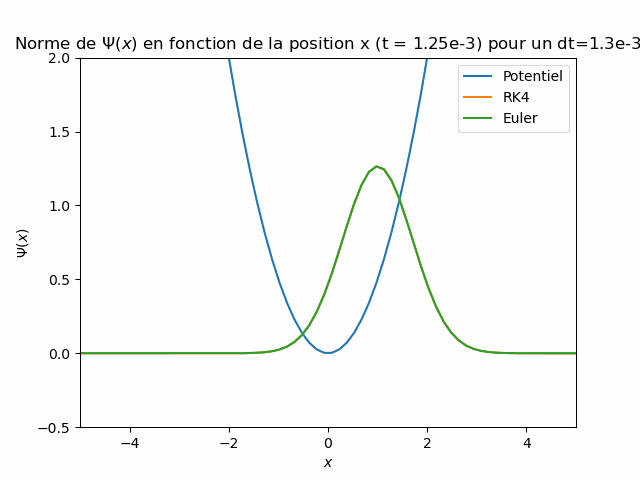 Norme de Ψ(x) en fonction de la position x (t = 1.25e-3) pour un dt=1.3e-3
2.0
1.5
1.0
0.5
0.0
−0.5
Ψ(x)
Potentiel
RK4
Euler
−4
−2
0
2
4
x